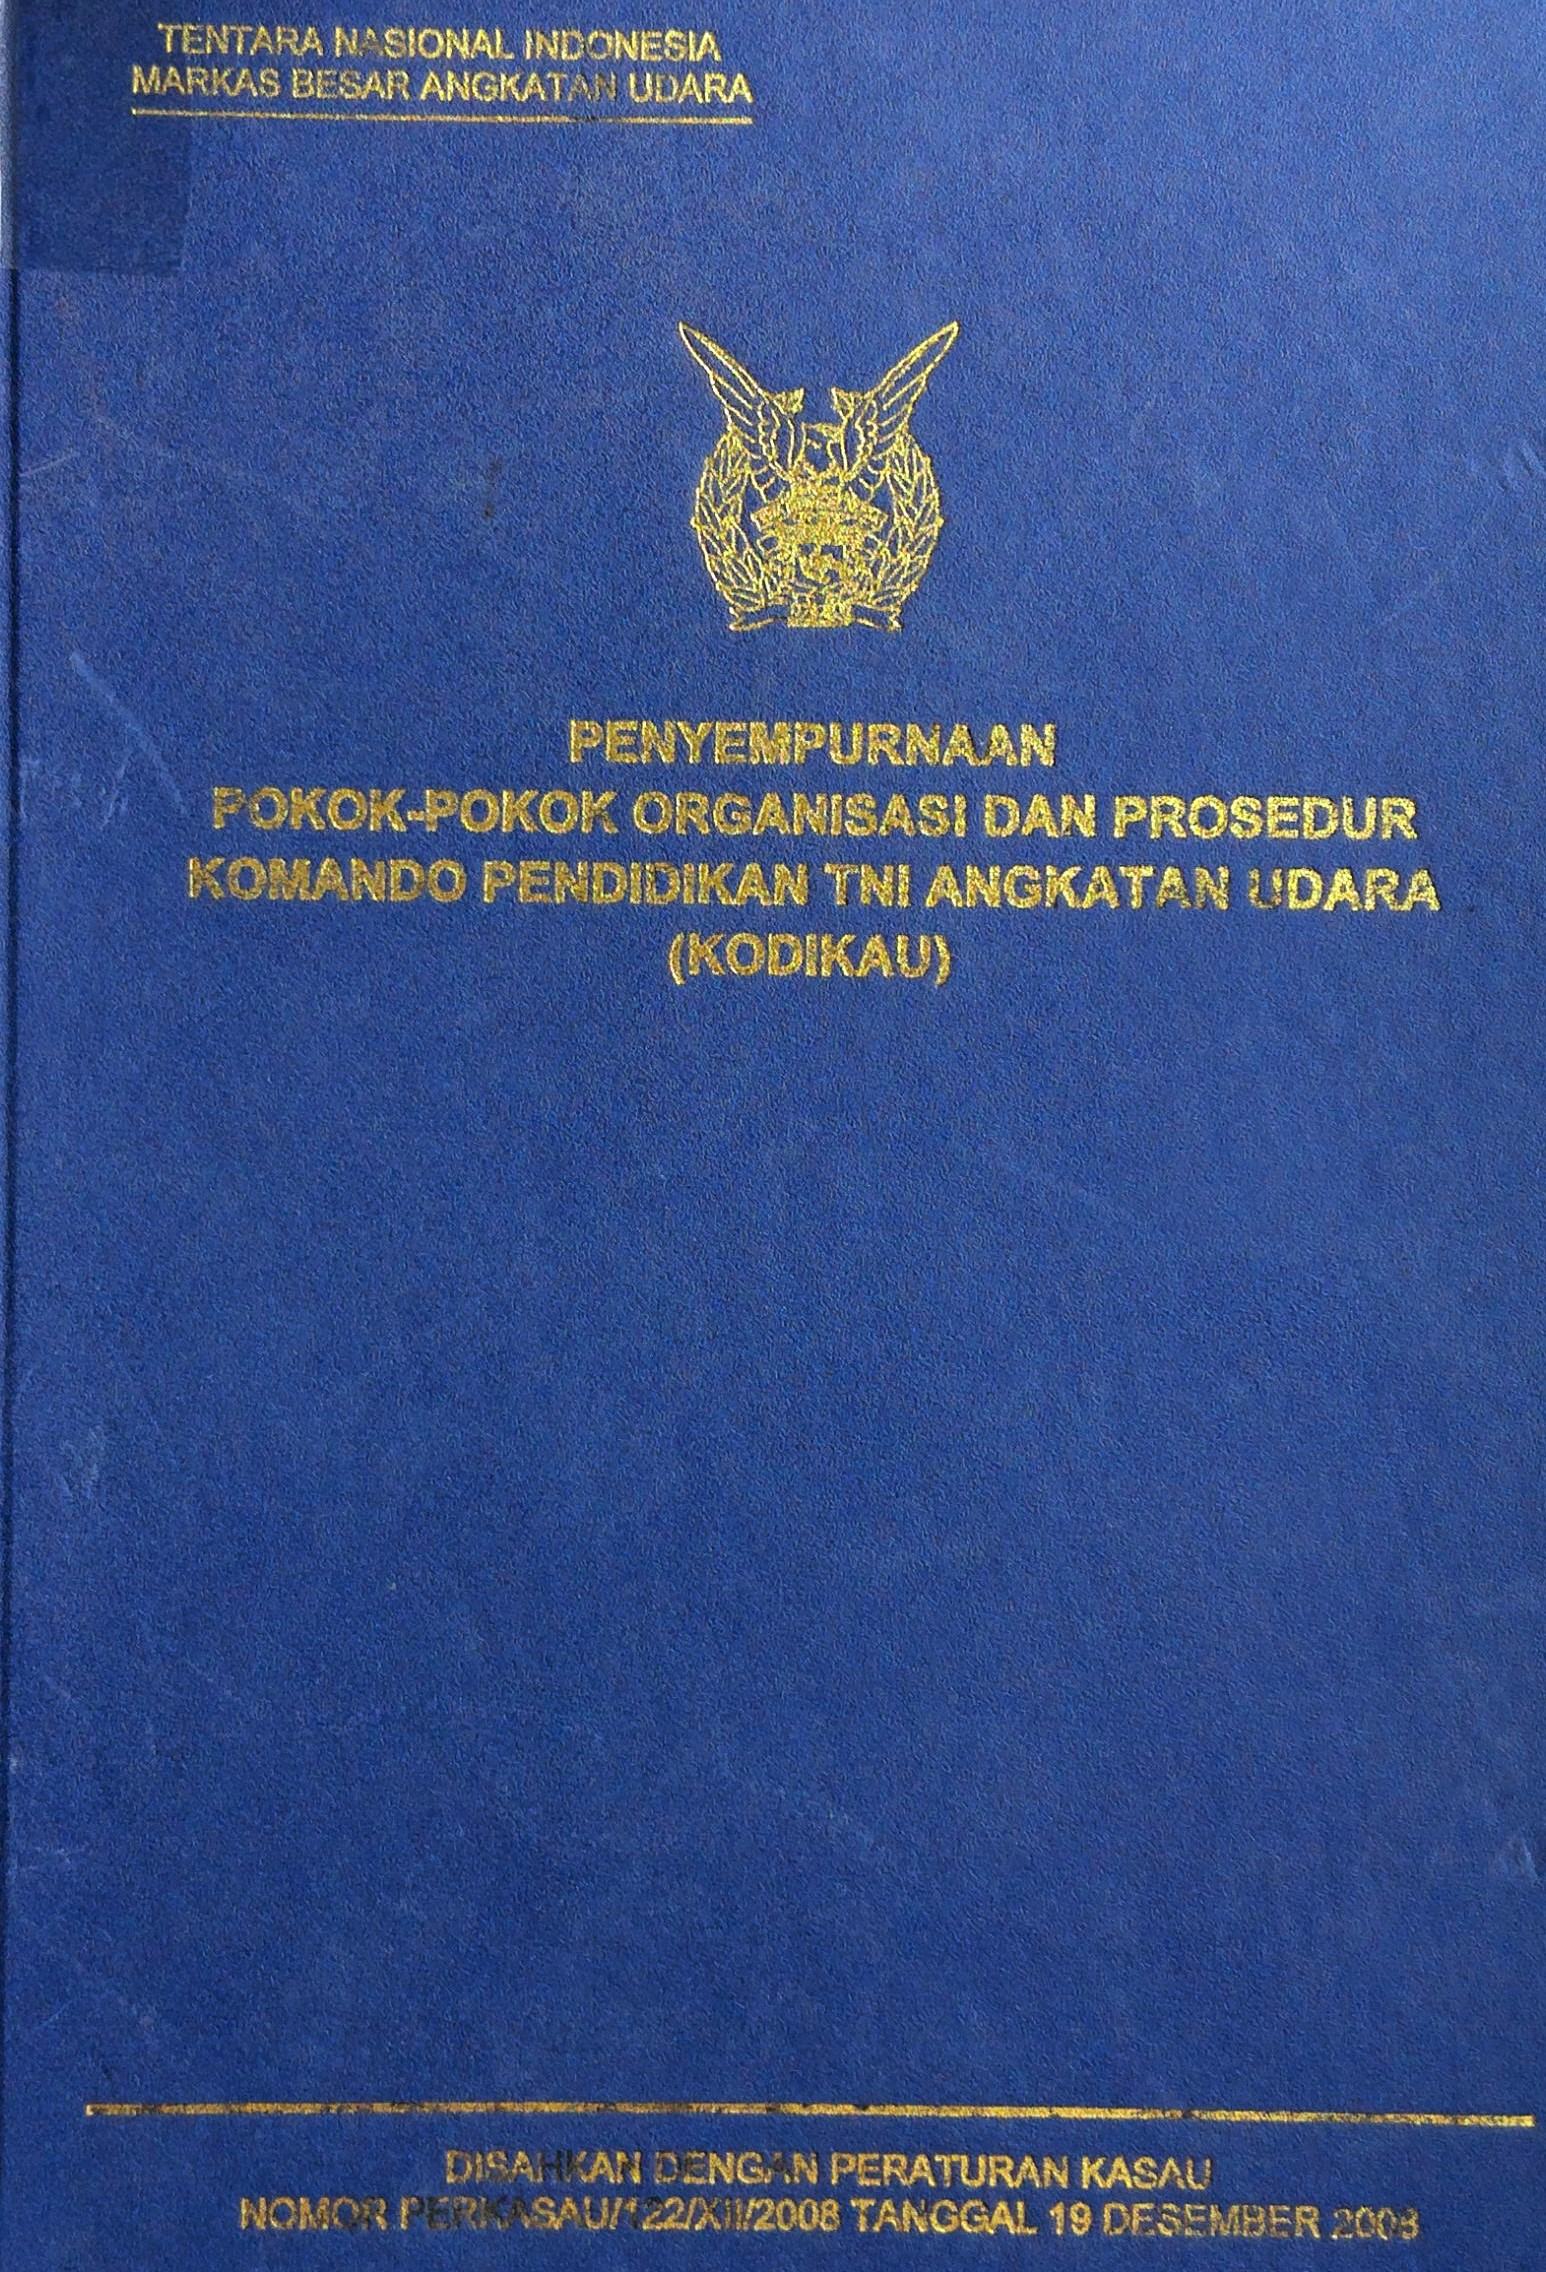 TENTARA NASIONAL INDONESIA
MARKAS BESAR ANGKATAN UDARA
PENYEMPURNAAN
POKOK-POKOK ORGANISASI DAN PROSEDUR
KOMANDO PENDIDIKAN TNI ANGKATAN UDARA
(KODIKAU)
DISAHKAN DENGAN PERATURAN KASAU
NOMOR PERKASAU/122/XII/2008 TANGGAL 19 DESEMBER 2008